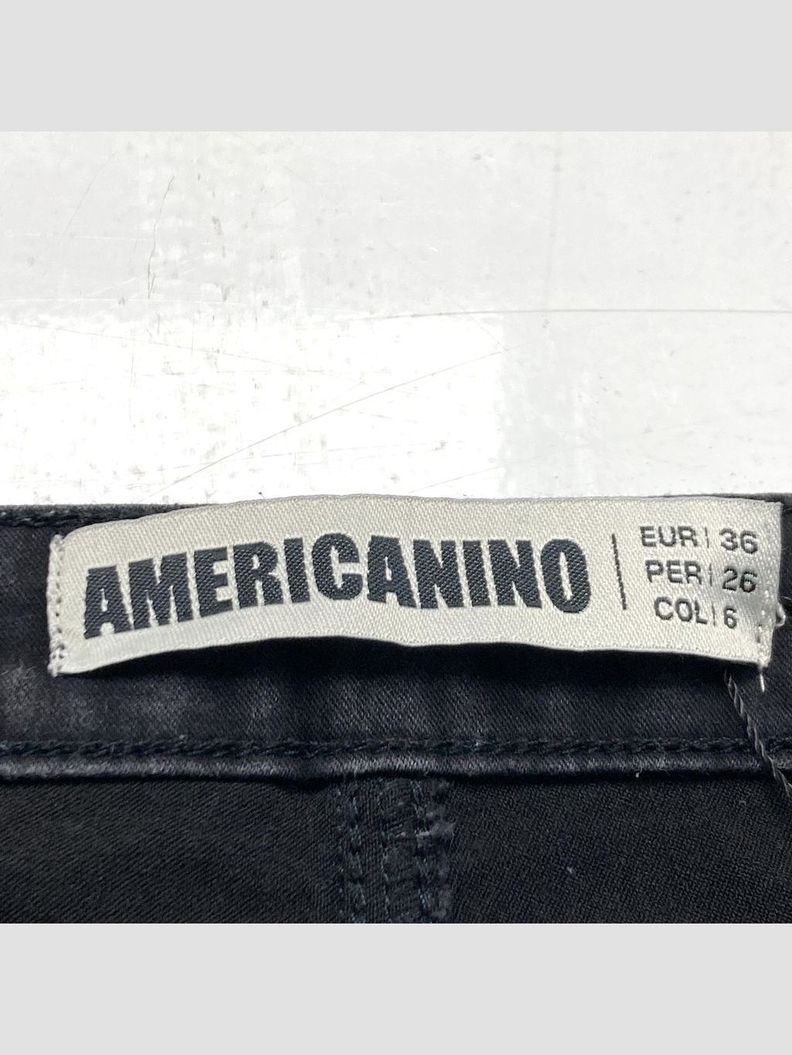 AMERICANINO
EUR | 36
PER | 26
COL | 6